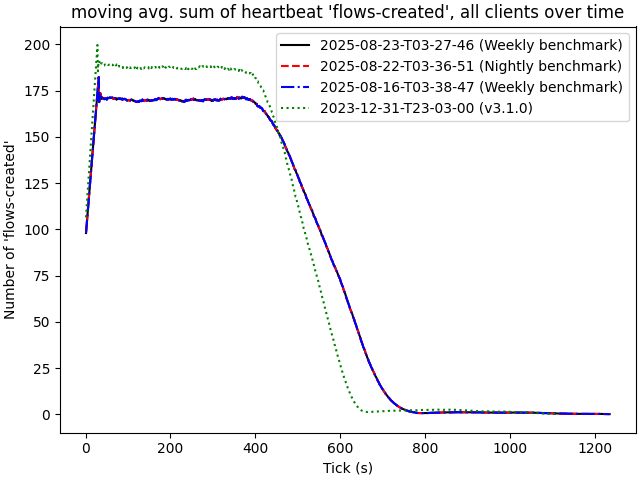 moving avg. sum of heartbeat 'flows-created', all clients over time
2025-08-23-T03-27-46 (Weekly benchmark)
2025-08-22-T03-36-51 (Nightly benchmark)
2025-08-16-T03-38-47 (Weekly benchmark)
2023-12-31-T23-03-00 (v3.1.0)
Number of 'flows-created'
200
175
150
125
100
75
50
25
0
0 200 400 600 800 1000 1200
Tick (s)